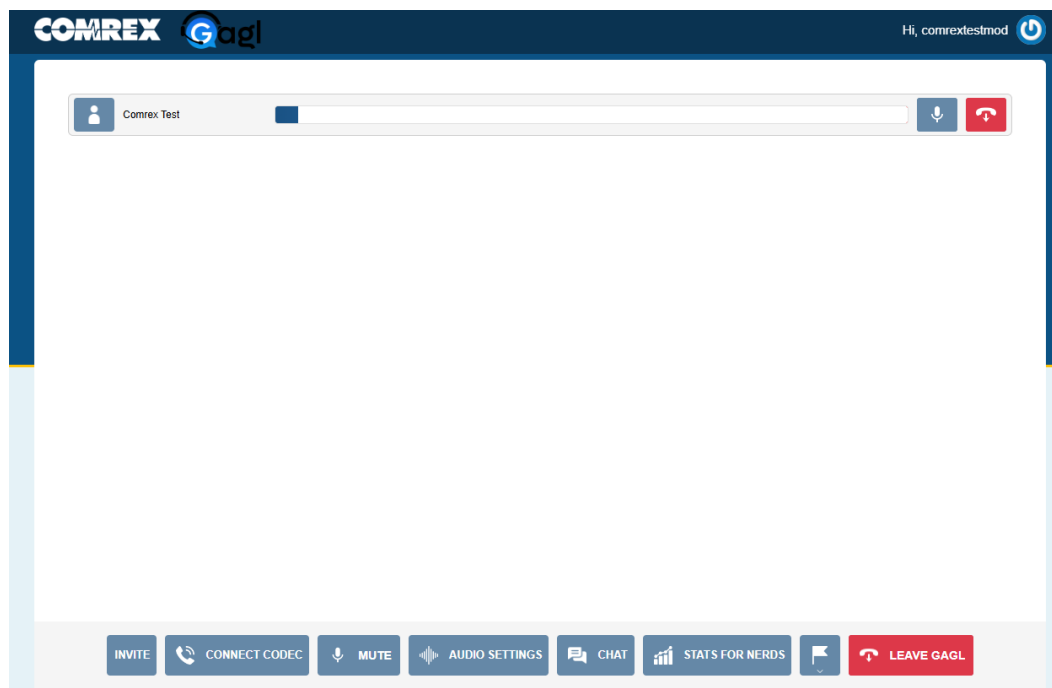 COMREX Gagl Hi, comrextestmod
Comrex Test
INVITE CONNECT CODEC MUTE AUDIO SETTINGS CHAT STATS FOR NERDS LEAVE GAGL